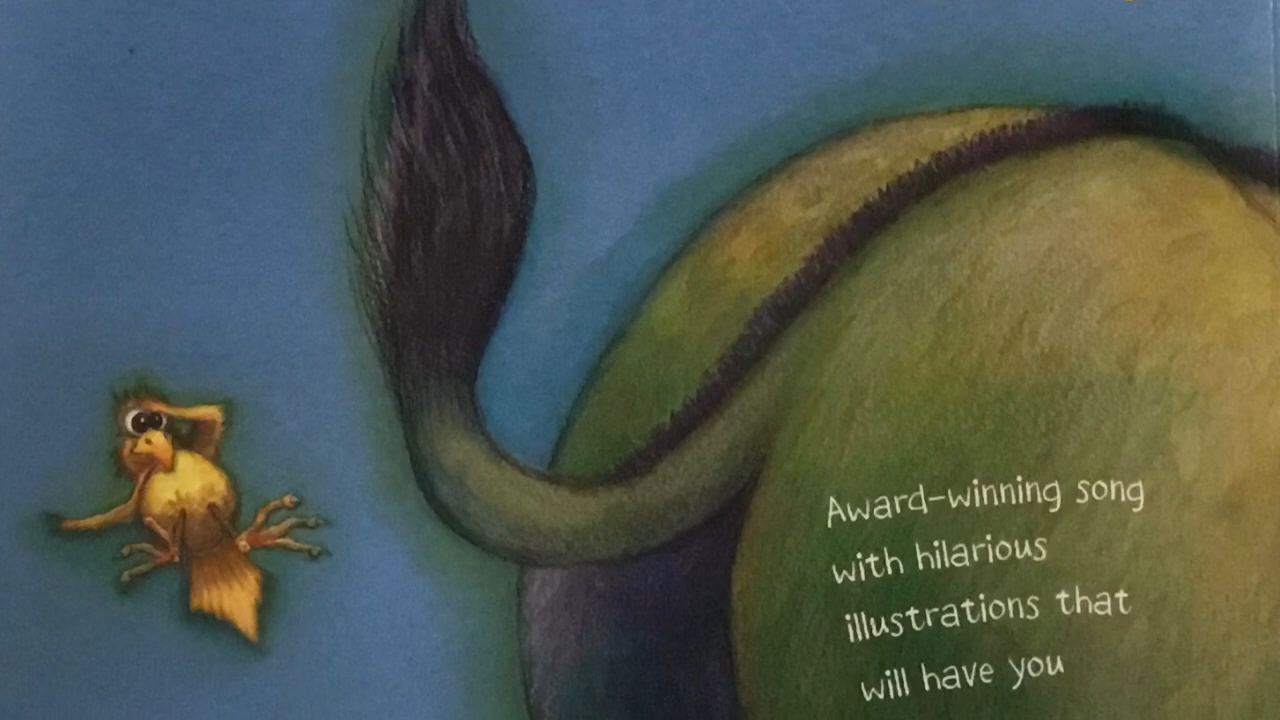 Award-winning song
with hilarious
illustrations that
will have you